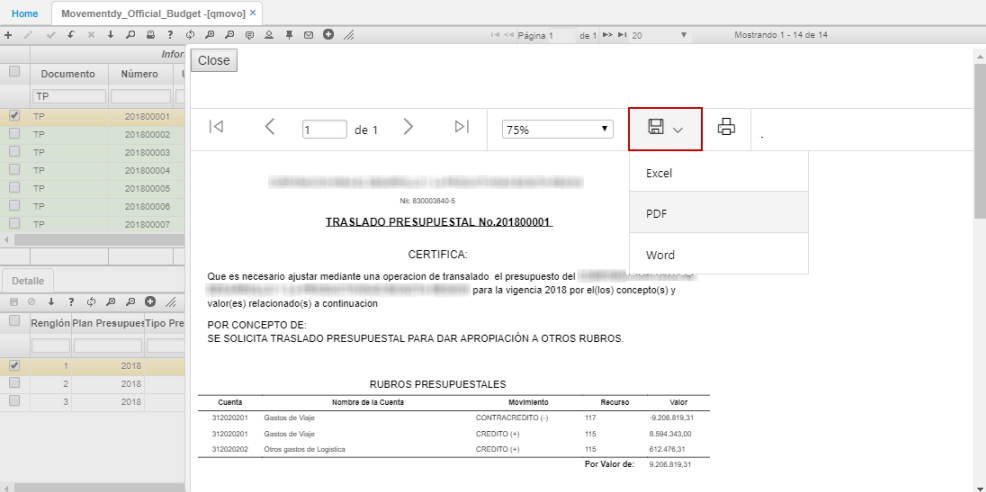 Home Movementdy_Official_Budget -[qmovo] ×
Página 1 de 1 20 Mostrando 1 - 14 de 14
Infor
Documento Número
TP
TP 201800001
TP 201800002
TP 201800003
TP 201800004
TP 201800005
TP 201800006
TP 201800007
Detalle
Renglón Plan Presupues Tipo Pre
1 2018
2 2018
3 2018
Close
1 de 1 75% .
Excel
PDF
Word
Nit: 830003840-5
TRASLADO PRESUPUESTAL No.201800001
CERTIFICA:
Que es necesario ajustar mediante una operacion de transalado el presupuesto del
para la vigencia 2018 por el(los) concepto(s) y
valor(es) relacionado(s) a continuacion
POR CONCEPTO DE:
SE SOLICITA TRASLADO PRESUPUESTAL PARA DAR APROPIACIÓN A OTROS RUBROS.
RUBROS PRESUPUESTALES
Cuenta Nombre de la Cuenta Movimiento Recurso Valor
312020201 Gastos de Viaje CONTRACREDITO (-) 117 -9.206.819,31
312020201 Gastos de Viaje CREDITO (+) 115 8.594.343,00
312020202 Otros gastos de Logistica CREDITO (+) 115 612.476,31
Por Valor de: 9.206.819,31